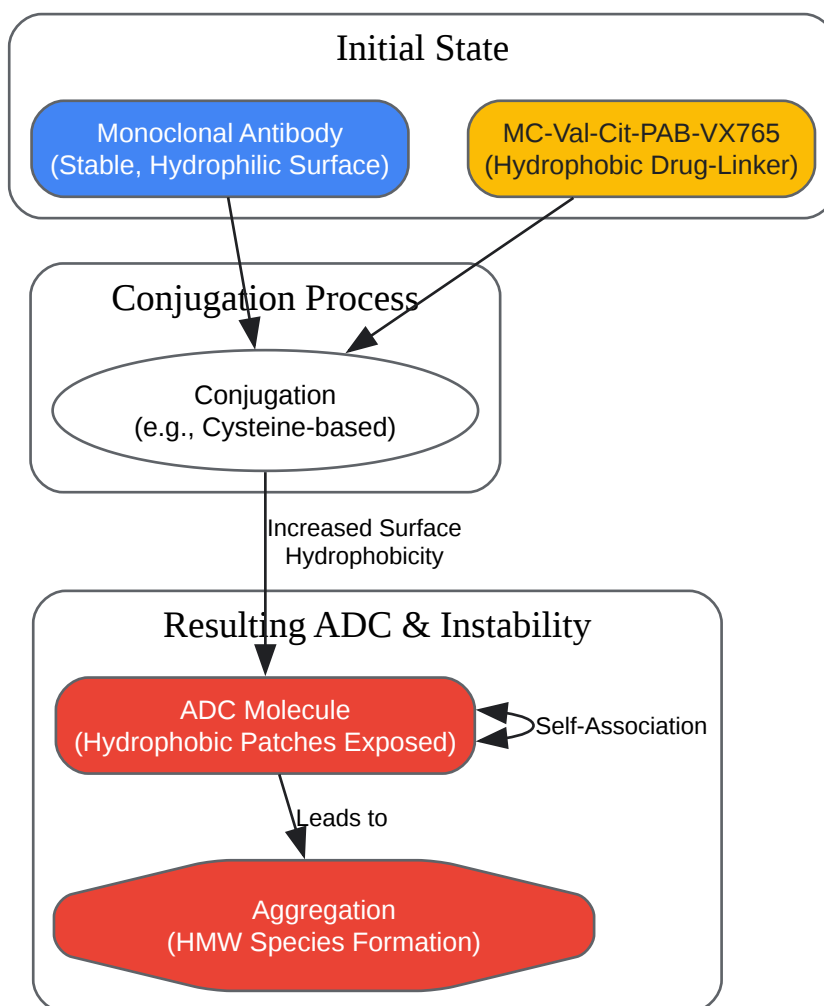 Initial State
Monoclonal Antibody
(Stable, Hydrophilic Surface)
MC-Val-Cit-PAB-VX765
(Hydrophobic Drug-Linker)
Conjugation Process
Conjugation
(e.g., Cysteine-based)
Increased Surface
Hydrophobicity
Resulting ADC & Instability
ADC Molecule
(Hydrophobic Patches Exposed)
Self-Association
Leads to
Aggregation
(HMW Species Formation)